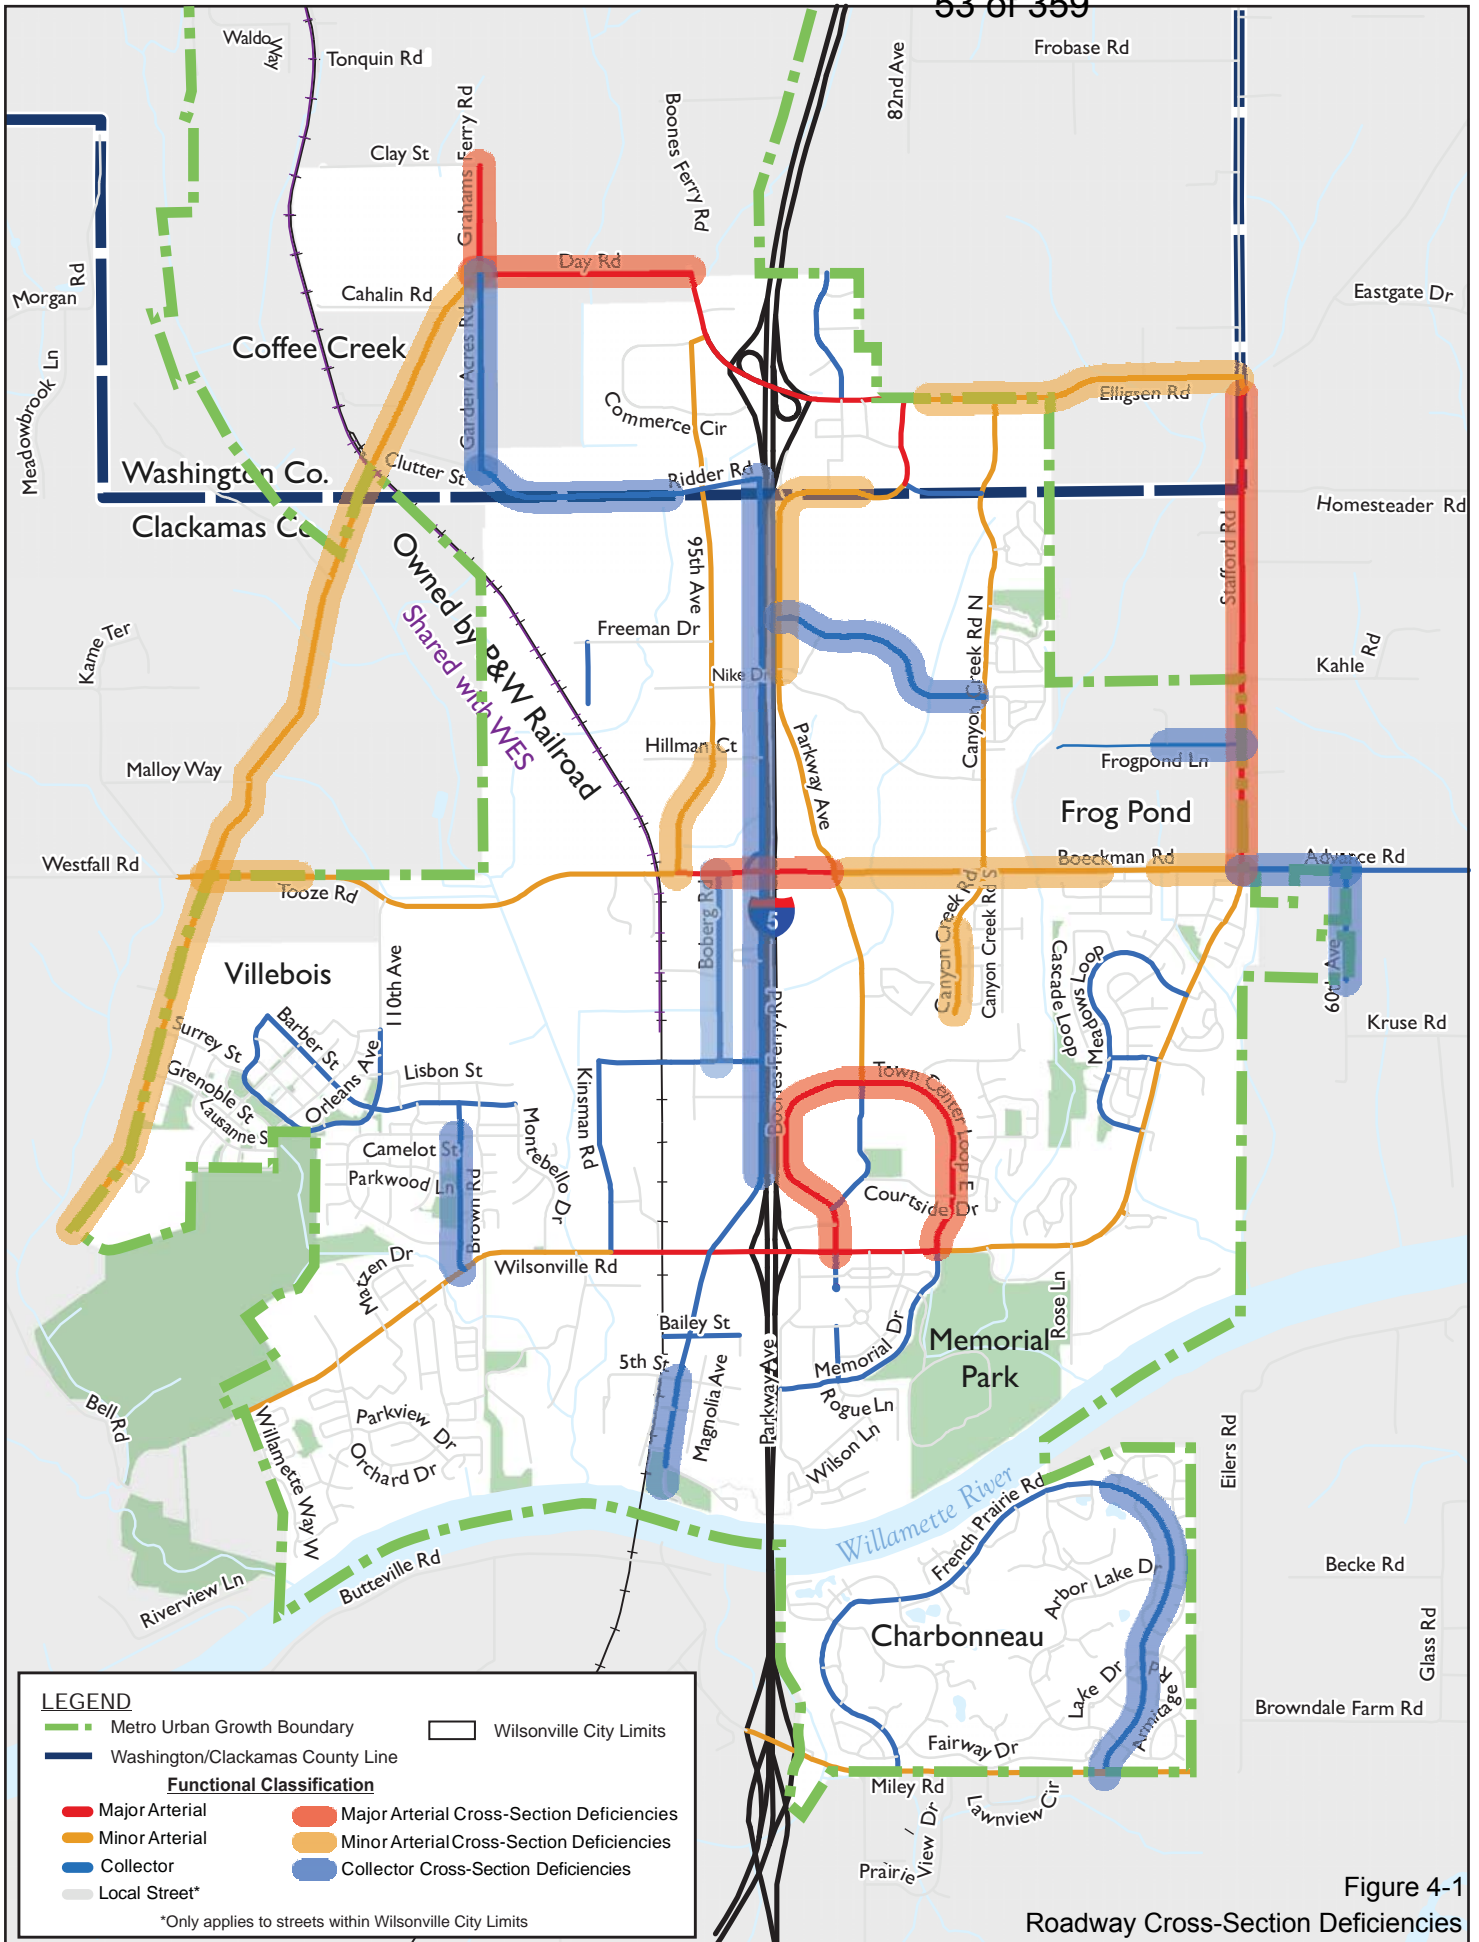 53 of 359
Waldo Way
Tonquin Rd
Frobase Rd
82nd Ave
Boones Ferry Rd
Grahams Ferry Rd
Clay St
Day Rd
Morgan Rd
Cahalin Rd
Eastgate Dr
Coffee Creek
Meadowbrook Ln
Garden Acres Rd
Elligsen Rd
Commerce Cir
Washington Co.
Clutter St
Ridder Rd
Homesteader Rd
Clackamas Co
Stafford Rd
Owned by P&W Railroad
Shared with WES
95th Ave
Freeman Dr
Kame Ter
Nike Dr
Canyon Creek Rd N
Kahle Rd
Hillman Ct
Parkway Ave
Malloy Way
Frogpond Ln
Frog Pond
Westfall Rd
Tooze Rd
Boeckman Rd
Advance Rd
Boberg Rd
5
Canyon Creek Rd
Canyon Creek Rd S
Villebois
110th Ave
Cascade Loop
Meadows Loop
60th Ave
Kruse Rd
Boones Ferry Rd
Surrey St
Barber St
Grenoble St
Orleans Ave
Lausanne S
Lisbon St
Kinsman Rd
Town Center Loop E
Camelot St
Parkwood Ln
Brown Rd
Montebello Dr
Courtside Dr
Matzen Dr
Wilsonville Rd
Rose Ln
Bailey St
5th St
Memorial Dr
Memorial
Park
Magnolia Ave
Parkway Ave
Rogue Ln
Wilson Ln
Bell Rd
Parkview Dr
Orchard Dr
Willamette Way W
Eilers Rd
Willamette River
French Prairie Rd
Butteville Rd
Riverview Ln
Arbor Lake Dr
Becke Rd
Charbonneau
Glass Rd
Lake Dr
Armitage Rd
Browndale Farm Rd
Fairway Dr
Miley Rd
Lawnview Cir
Prairie View Dr
LEGEND
Metro Urban Growth Boundary
Wilsonville City Limits
Washington/Clackamas County Line
Functional Classification
Major Arterial
Major Arterial Cross-Section Deficiencies
Minor Arterial
Minor Arterial Cross-Section Deficiencies
Collector
Collector Cross-Section Deficiencies
Local Street*
*Only applies to streets within Wilsonville City Limits
Figure 4-1
Roadway Cross-Section Deficiencies